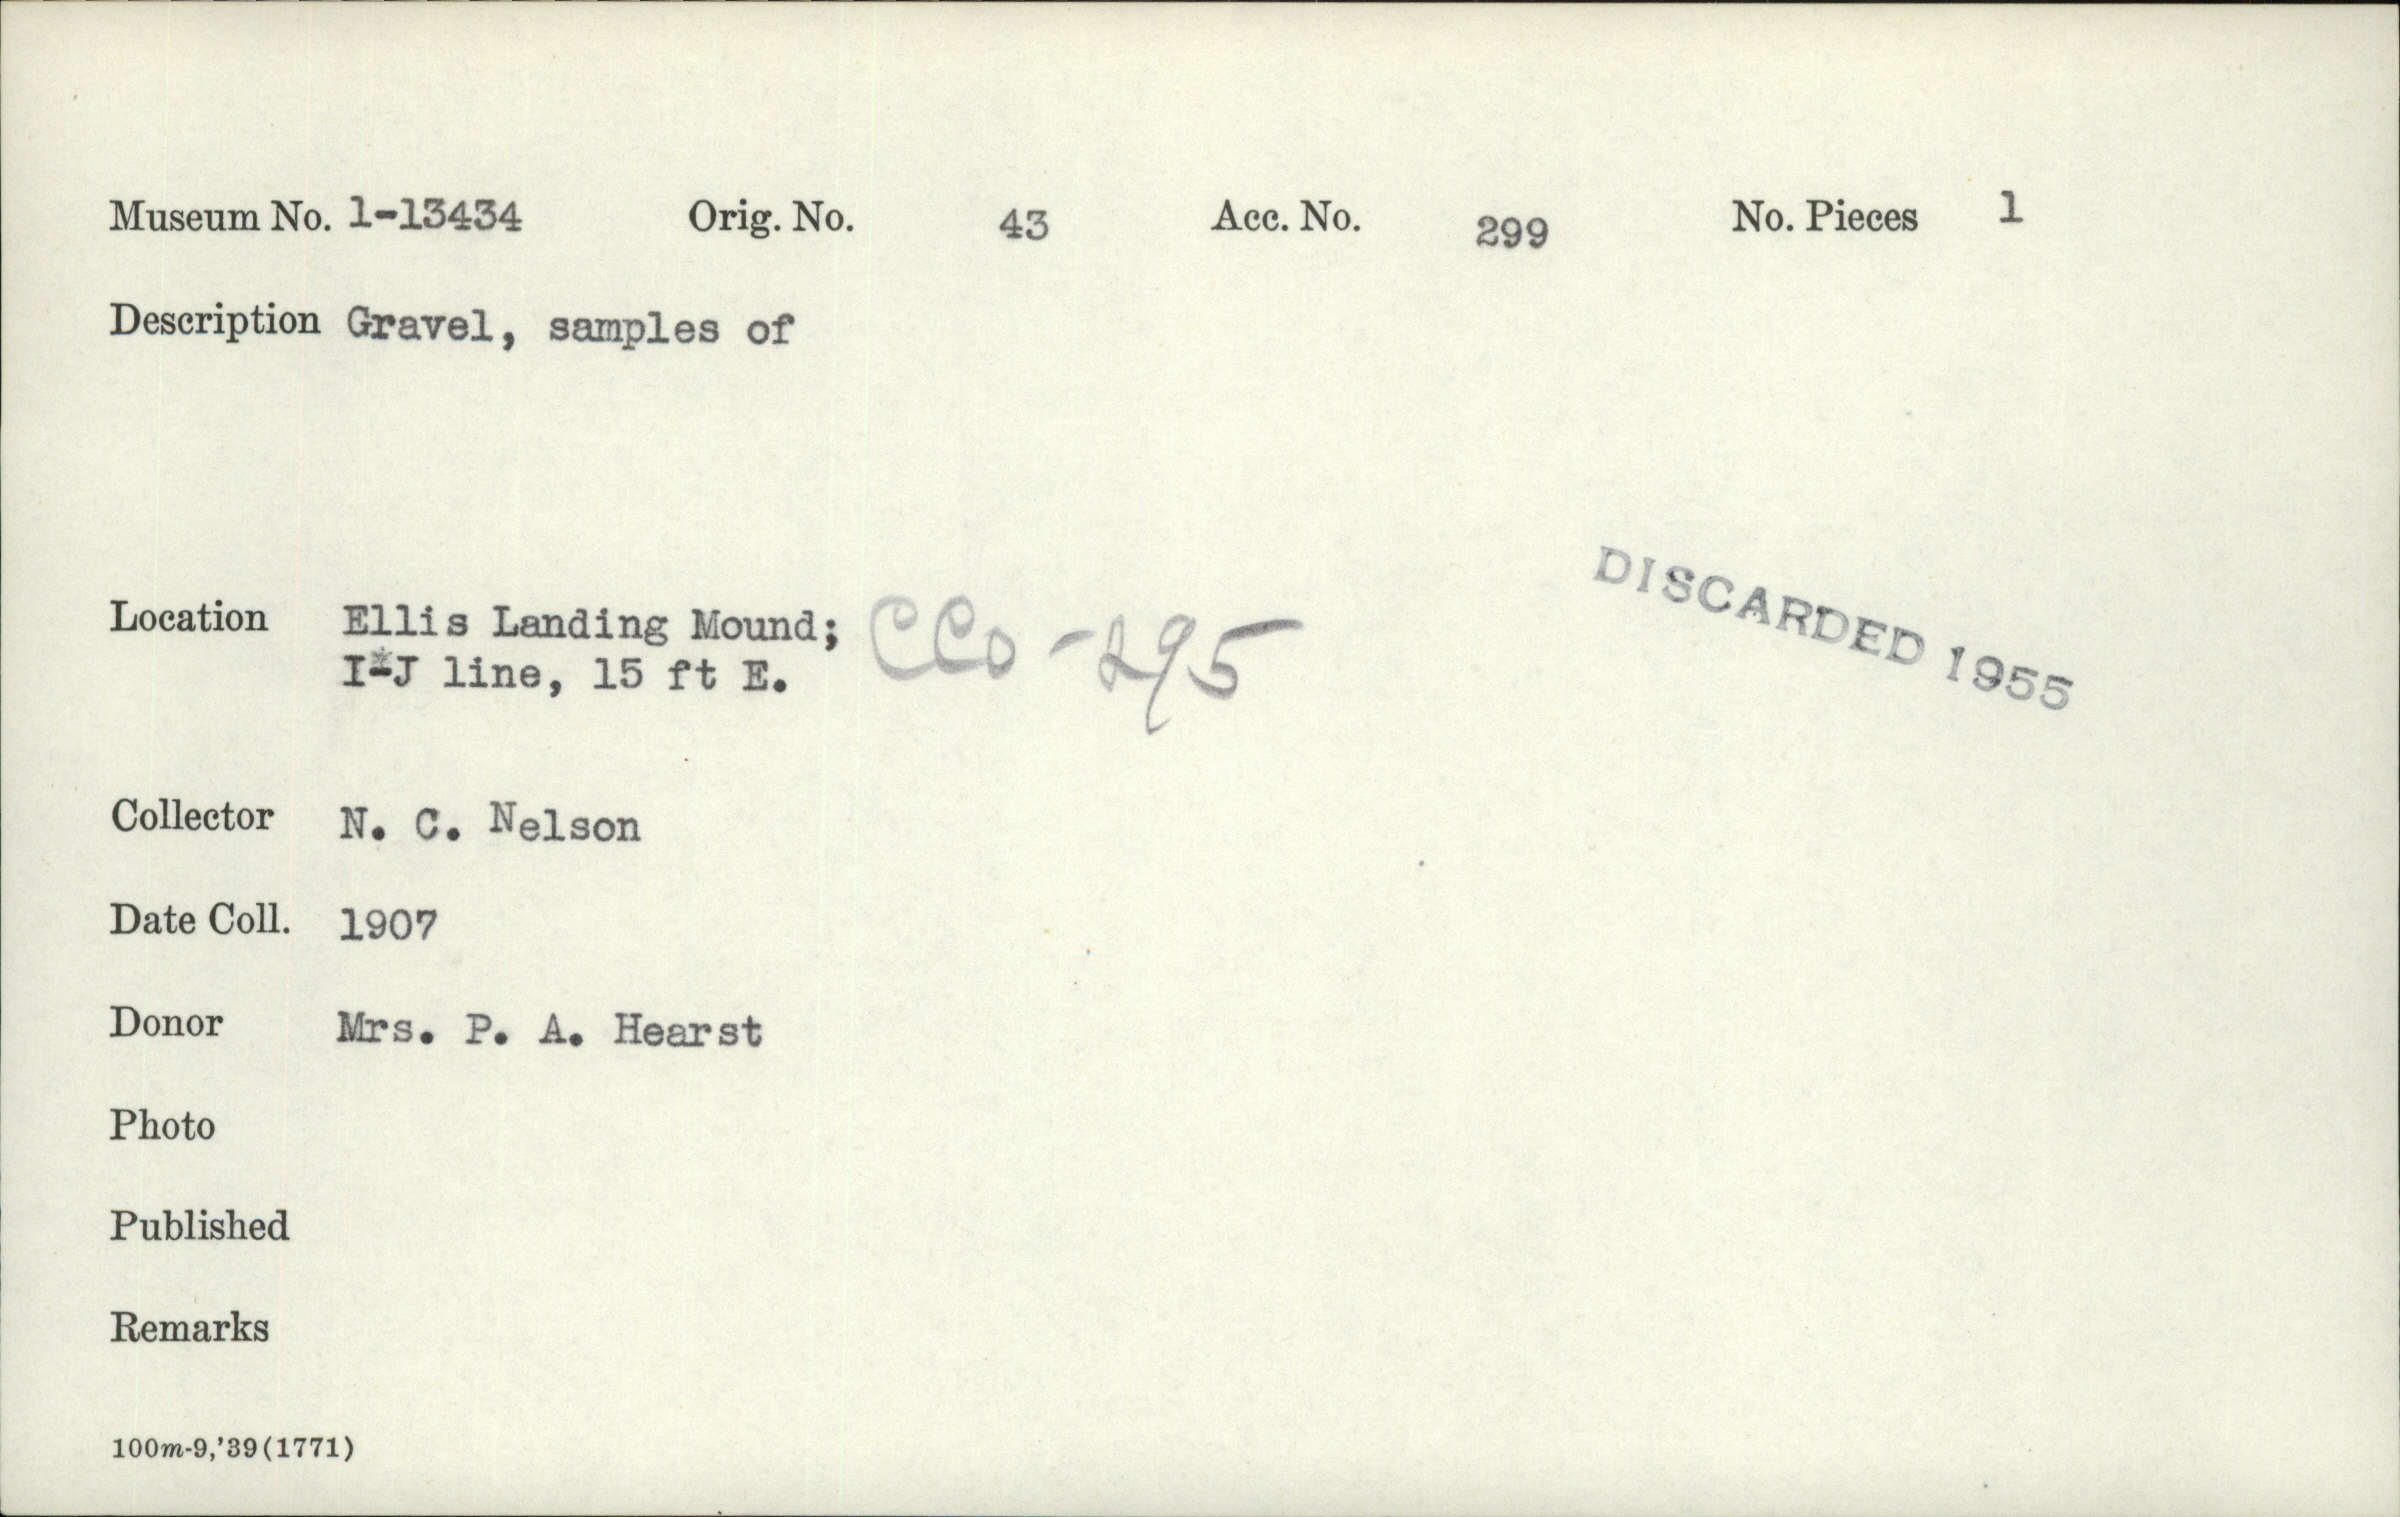 Museum No. 1-13434 Orig. No. 43 Acc. No. 299 No. Pieces 1
Description Gravel, samples of
DISCARDED 1955
Location Ellis Landing Mound; CCo-295
I-J line, 15 ft E.
Collector N. C. Nelson
Date Coll. 1907
Donor Mrs. P. A. Hearst
Photo
Published
Remarks
100m-9,'39(1771)